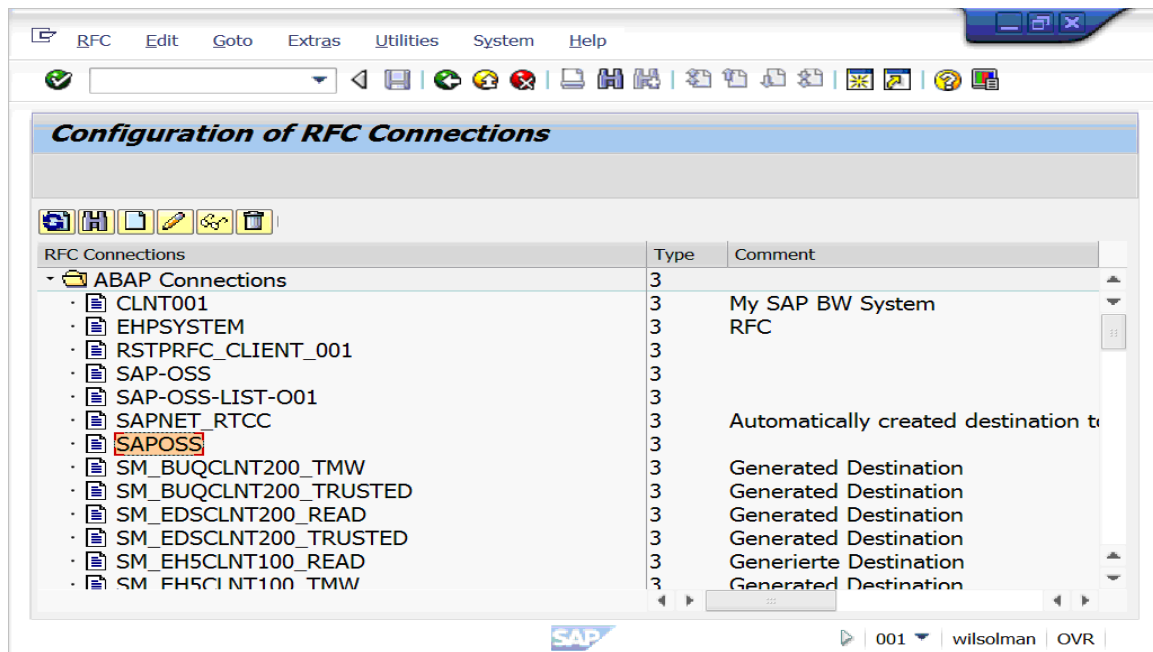 RFC Edit Goto Extras Utilities System Help
Configuration of RFC Connections
RFC Connections Type Comment
ABAP Connections 3
CLNT001 3 My SAP BW System
EHPSYSTEM 3 RFC
RSTPRFC_CLIENT_001 3
SAP-OSS 3
SAP-OSS-LIST-O01 3
SAPNET_RTCC 3 Automatically created destination t
SAPOSS 3
SM_BUQCLNT200_TMW 3 Generated Destination
SM_BUQCLNT200_TRUSTED 3 Generated Destination
SM_EDSCLNT200_READ 3 Generated Destination
SM_EDSCLNT200_TRUSTED 3 Generated Destination
SM_EH5CLNT100_READ 3 Generierte Destination
SM_EH5CLNT100_TMW 3 Generated Destination
SAP 001 wilsolman OVR